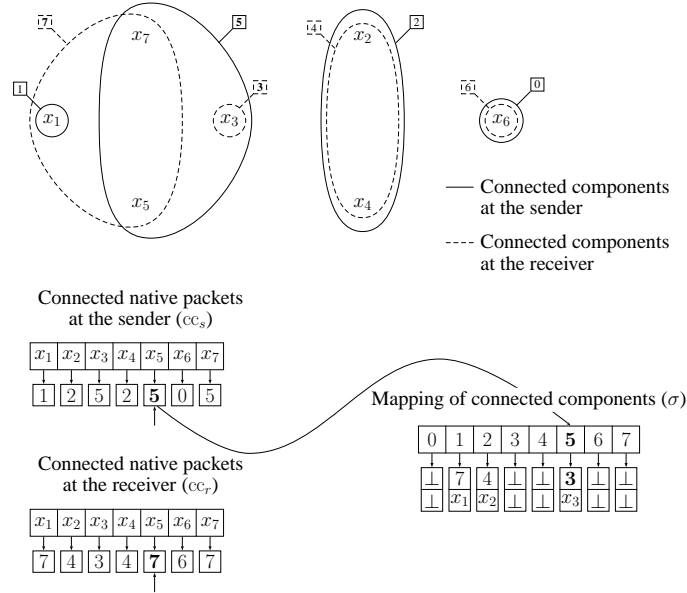 7 5 4 2
x7 x2
6 0
1 3
x1 x3 x6
x5 x4
Connected components
at the sender
Connected components
at the receiver
Connected native packets
at the sender (CCs)
x1 x2 x3 x4 x5 x6 x7
1 2 5 2 5 0 5
Mapping of connected components (σ)
0 1 2 3 4 5 6 7
⊥ 7 4 ⊥ ⊥ 3 ⊥ ⊥
⊥ x1 x2 ⊥ ⊥ x3 ⊥ ⊥
Connected native packets
at the receiver (CCr)
x1 x2 x3 x4 x5 x6 x7
7 4 3 4 7 6 7